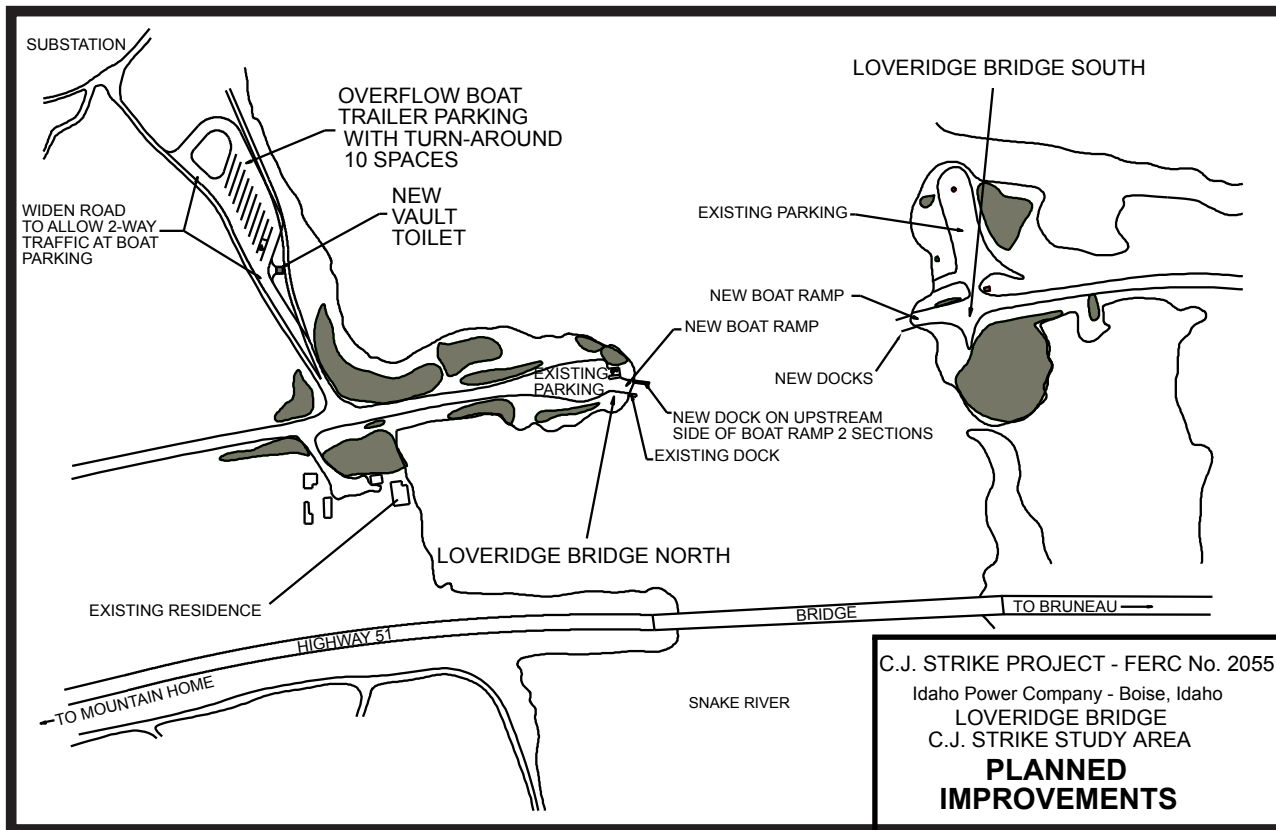 SUBSTATION
OVERFLOW BOAT
TRAILER PARKING
WITH TURN-AROUND
10 SPACES
NEW
VAULT
TOILET
WIDEN ROAD
TO ALLOW 2-WAY
TRAFFIC AT BOAT
PARKING
LOVERIDGE BRIDGE SOUTH
EXISTING PARKING
NEW BOAT RAMP
NEW DOCKS
NEW BOAT RAMP
EXISTING
PARKING
NEW DOCK ON UPSTREAM
SIDE OF BOAT RAMP 2 SECTIONS
EXISTING DOCK
LOVERIDGE BRIDGE NORTH
EXISTING RESIDENCE
HIGHWAY 51
BRIDGE
TO BRUNEAU
TO MOUNTAIN HOME
SNAKE RIVER
C.J. STRIKE PROJECT - FERC No. 2055
Idaho Power Company - Boise, Idaho
LOVERIDGE BRIDGE
C.J. STRIKE STUDY AREA
PLANNED
IMPROVEMENTS